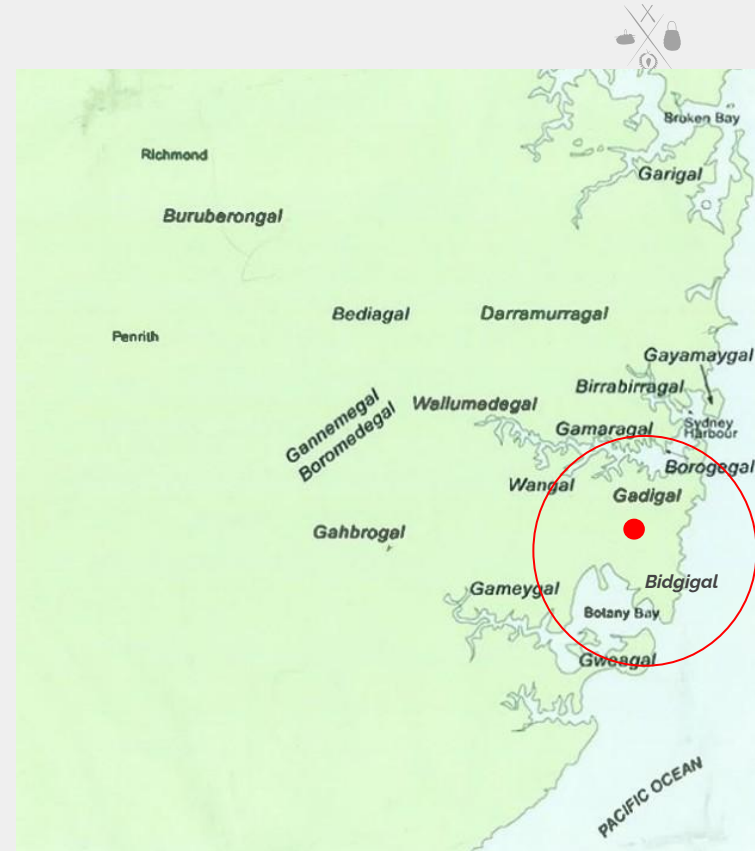 Broken Bay
Richmond
Garigal
Buruberongal
Bediagal
Darramurragal
Penrith
Gayamaygal
Birrabirragal
Gannemegal
Boromedegal
Wallumedegal
Sydney
Harbour
Gamaragal
Borogegal
Wangal
Gadigal
Gahbrogal
Bidgigal
Gameygal
Botany Bay
Gweagal
PACIFIC OCEAN